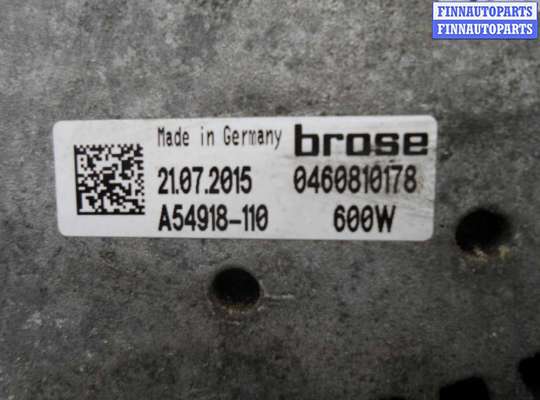 FINNAUTOPARTS
FINNAUTOPARTS
Made in Germany brose
21.07.2015 0460810178
A54918-110 600W